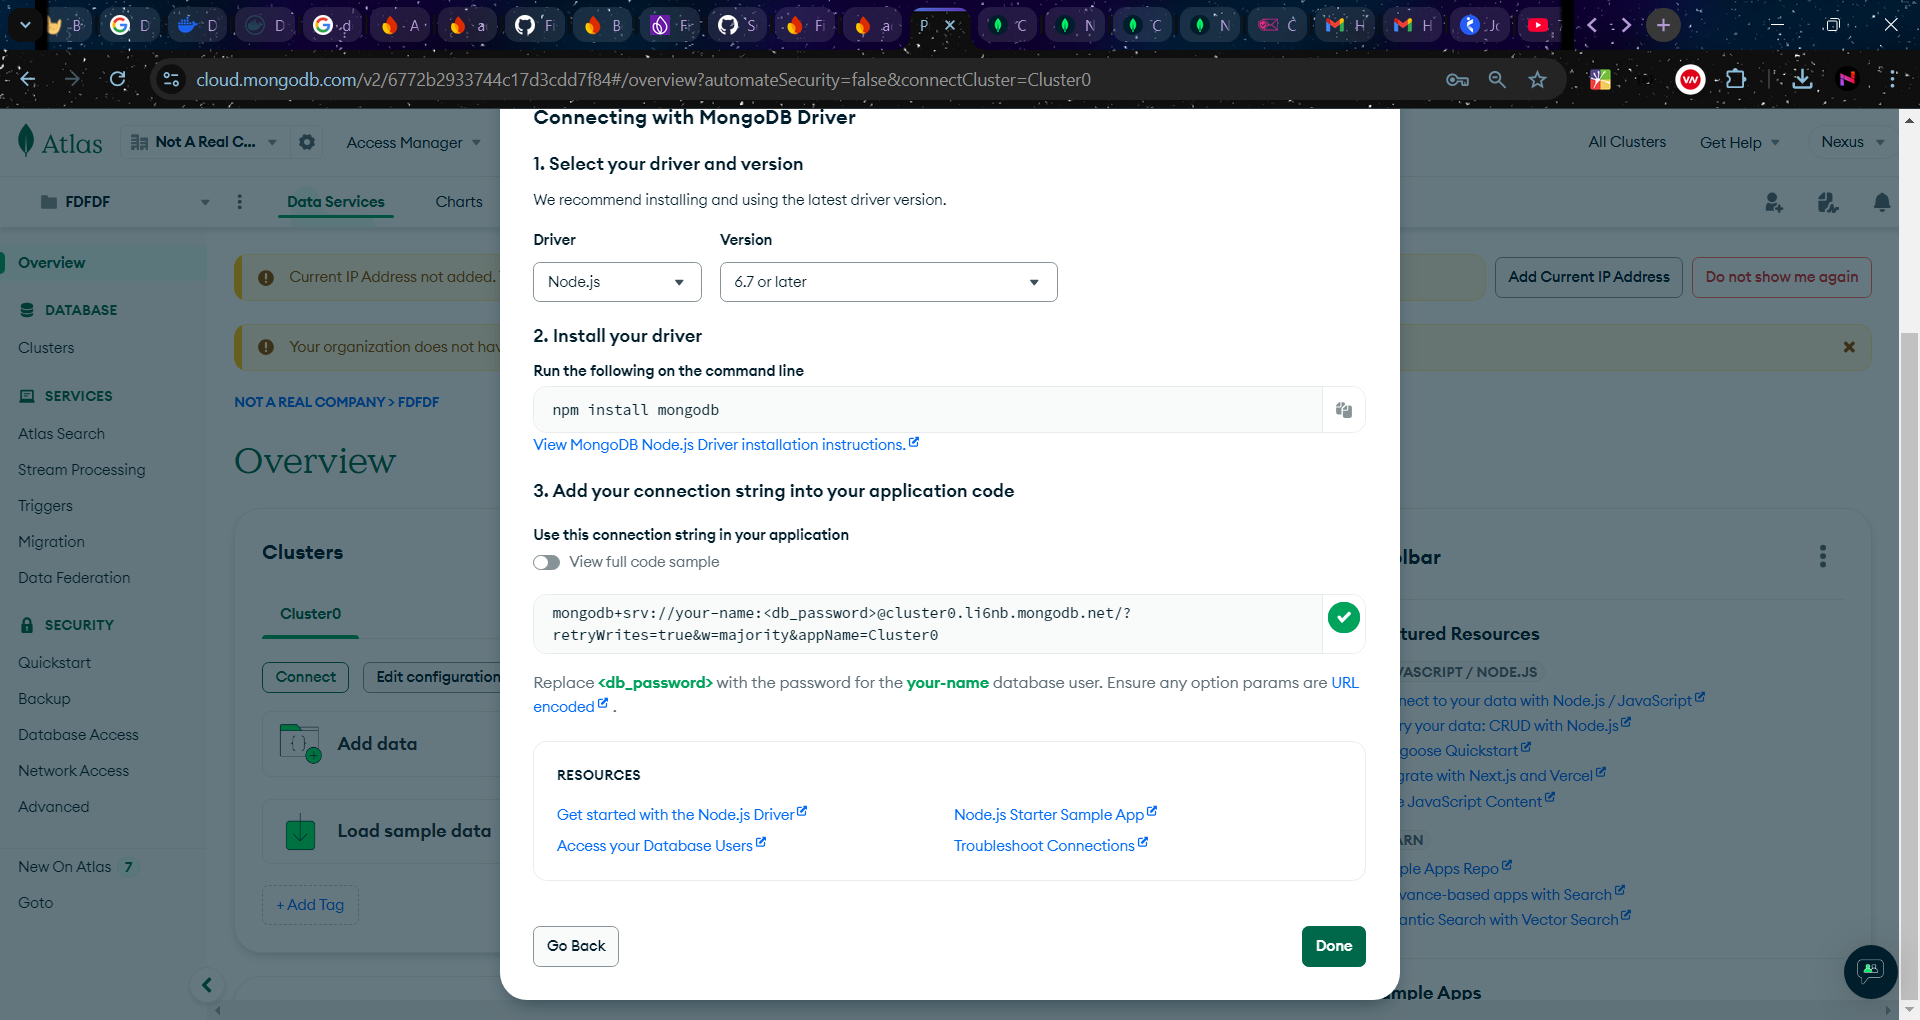 cloud.mongodb.com/v2/6772b2933744c17d3cdd7f84#/overview?automateSecurity=false&connectCluster=Cluster0
Atlas
Not A Real C...
Access Manager
All Clusters
Get Help
Nexus
FDFDF
Data Services
Charts
Overview
DATABASE
Clusters
SERVICES
Atlas Search
Stream Processing
Triggers
Migration
Data Federation
SECURITY
Quickstart
Backup
Database Access
Network Access
Advanced
New On Atlas 7
Goto
Current IP Address not added.
Add Current IP Address
Do not show me again
Your organization does not
NOT A REAL COMPANY > FDFDF
Overview
Clusters
Cluster0
Connect
Edit configuration
Add data
Load sample data
+ Add Tag
Connecting with MongoDB Driver
1. Select your driver and version
We recommend installing and using the latest driver version.
Driver
Version
Node.js
6.7 or later
2. Install your driver
Run the following on the command line
npm install mongodb
View MongoDB Node.js Driver installation instructions.
3. Add your connection string into your application code
Use this connection string in your application
View full code sample
mongodb+srv://your-name:<db_password>@cluster0.li6nb.mongodb.net/?
retryWrites=true&w=majority&appName=Cluster0
Replace <db_password> with the password for the your-name database user. Ensure any option params are URL
encoded .
RESOURCES
Get started with the Node.js Driver
Node.js Starter Sample App
Access your Database Users
Troubleshoot Connections
Go Back
Done
lbar
tured Resources
VASCRIPT / NODE.JS
nect to your data with Node.js / JavaScript
ry your data: CRUD with Node.js
goose Quickstart
grate with Next.js and Vercel
e JavaScript Content
ARN
ple Apps Repo
vance-based apps with Search
antic Search with Vector Search
mple Apps